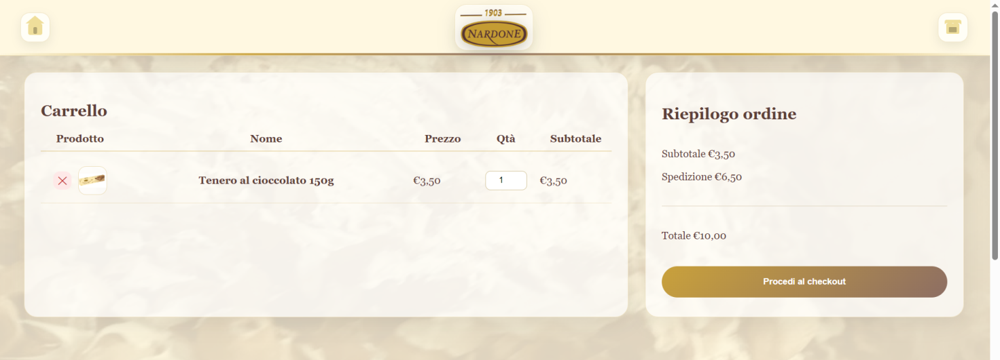 1903
NARDONE
Carrello
Prodotto Nome Prezzo Qtà Subtotale
Tenero al cioccolato 150g €3,50 1 €3,50
Riepilogo ordine
Subtotale €3,50
Spedizione €6,50
Totale €10,00
Procedi al checkout